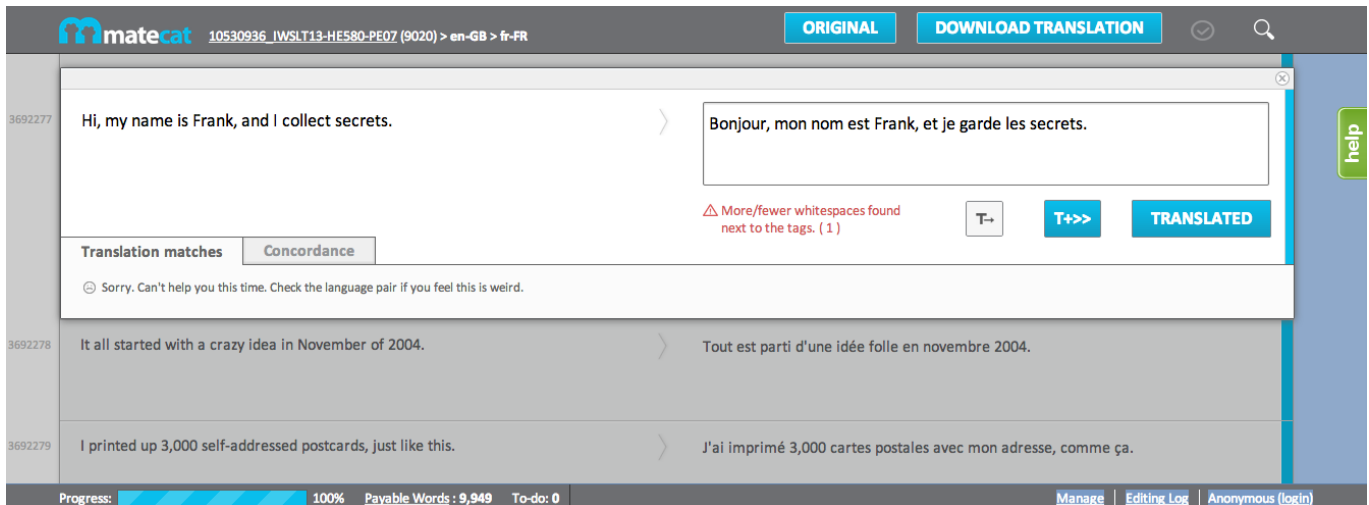 matecat 10530936_IWSLT13-HE580-PE07 (9020) > en-GB > fr-FR ORIGINAL DOWNLOAD TRANSLATION
3692277 Hi, my name is Frank, and I collect secrets. Bonjour, mon nom est Frank, et je garde les secrets.
help
More/fewer whitespaces found
next to the tags. ( 1 )
T→ T+>> TRANSLATED
Translation matches Concordance
Sorry. Can't help you this time. Check the language pair if you feel this is weird.
3692278 It all started with a crazy idea in November of 2004. Tout est parti d'une idée folle en novembre 2004.
3692279 I printed up 3,000 self-addressed postcards, just like this. J'ai imprimé 3,000 cartes postales avec mon adresse, comme ça.
Progress: 100% Payable Words : 9,949 To-do: 0 Manage | Editing Log | Anonymous (login)